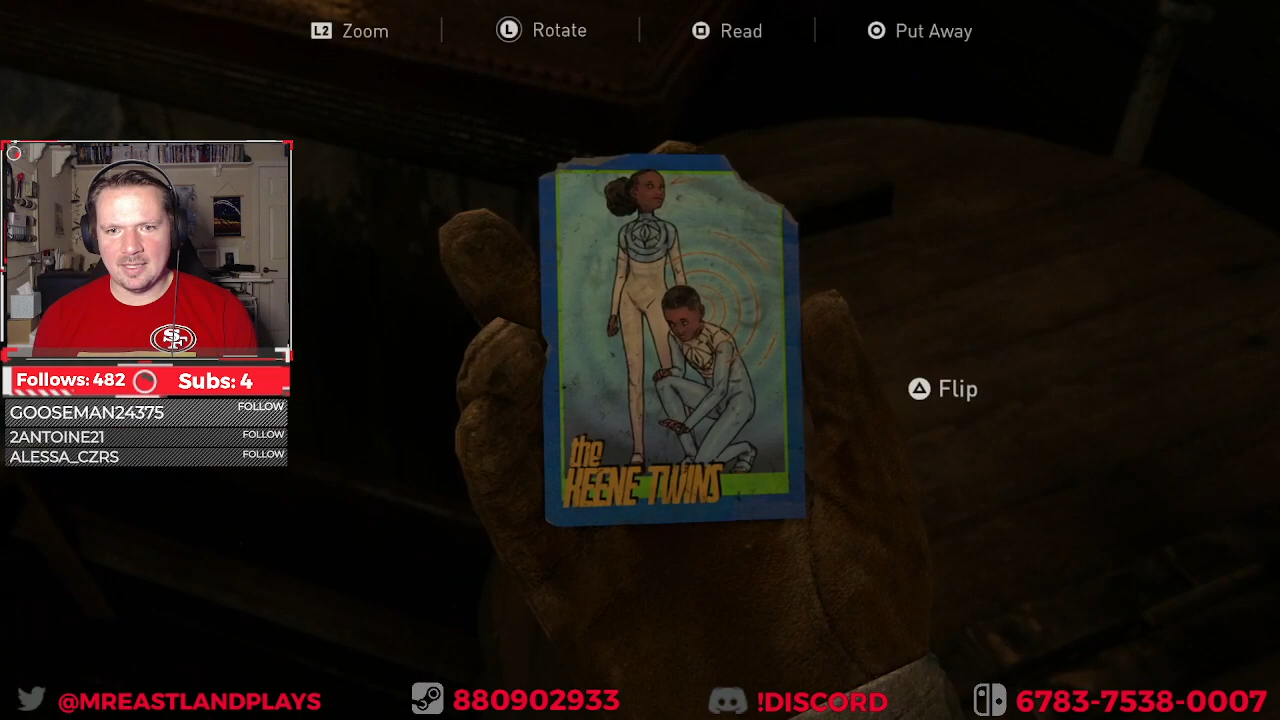 L2 Zoom
L Rotate
Read
Put Away
SF
Follows: 482
Subs: 4
GOOSEMAN24375 FOLLOW
2ANTOINE21 FOLLOW
ALESSA_CZRS FOLLOW
the
KEENE TWINS
Flip
@MREASTLANDPLAYS
880902933
!DISCORD
6783-7538-0007